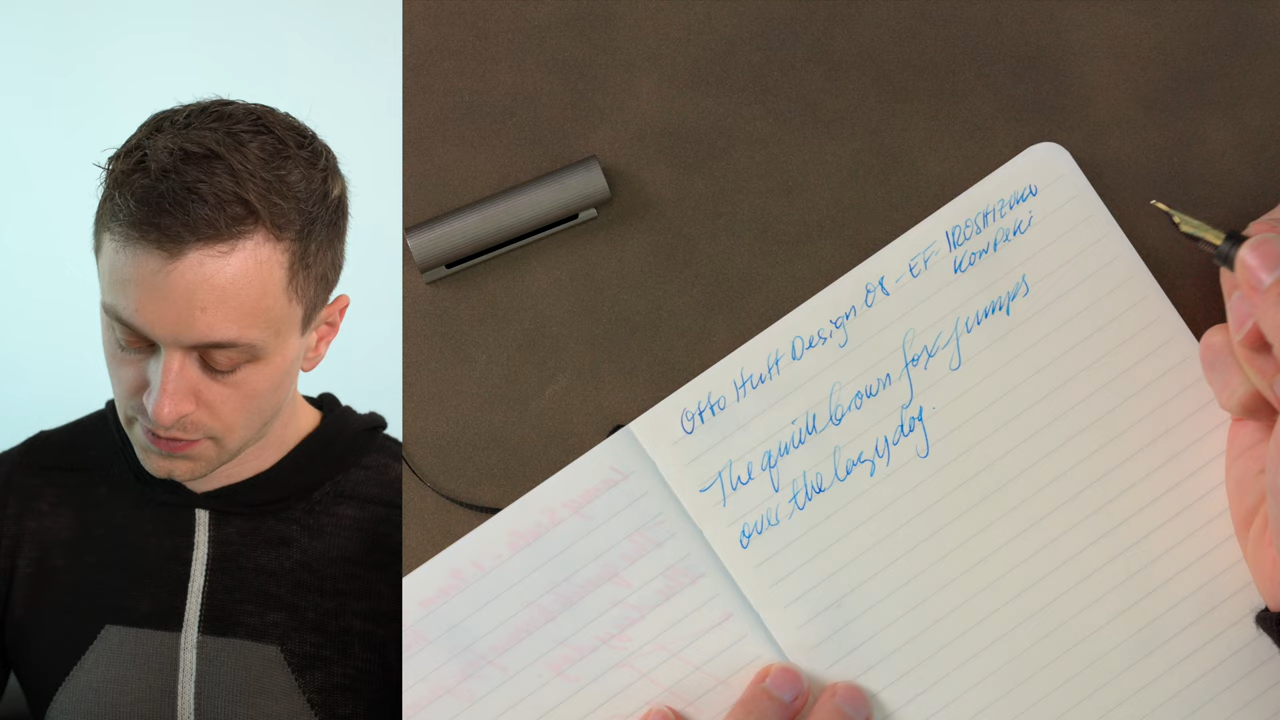 Otto Hutt Design 08 - EF - IROSHIZUKU
Kon Peki
The quick brown fox jumps
over the lazy dog.